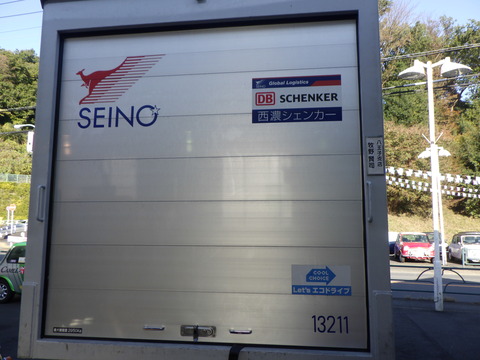 SEINO
Global Logistics
DB SCHENKER
西濃シェンカー
COOL
CHOICE
Let's エコドライブ
13211